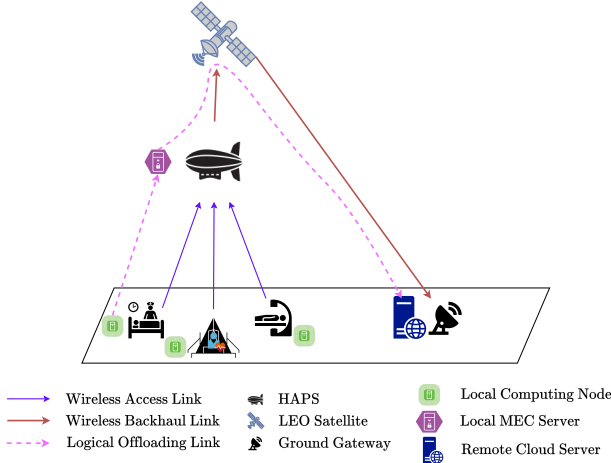 Wireless Access Link
Wireless Backhaul Link
Logical Offloading Link
HAPS
LEO Satellite
Ground Gateway
Local Computing Node
Local MEC Server
Remote Cloud Server